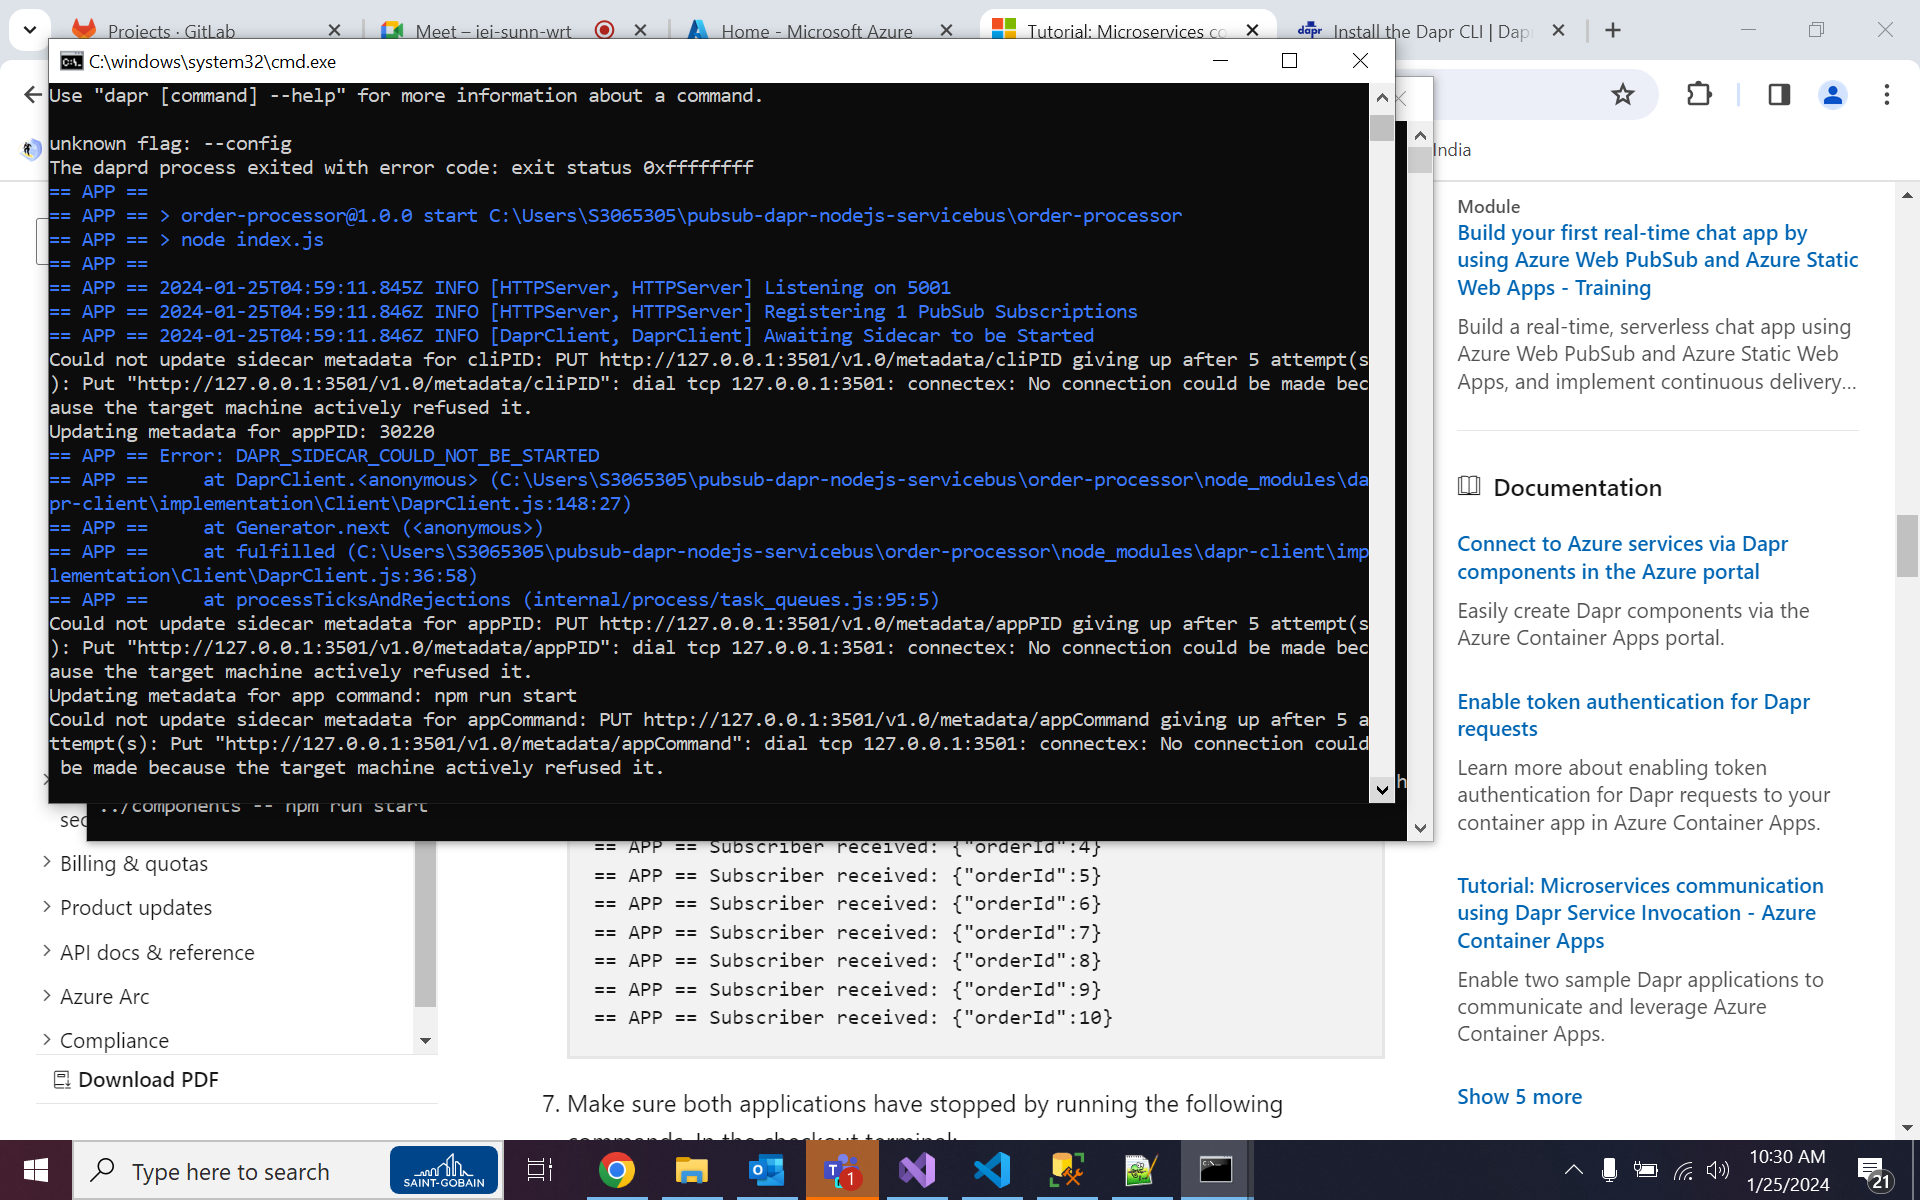 Projects · GitLab
Meet – iei-sunn-wrt
Home - Microsoft Azure
Tutorial: Microservices co
dapr Install the Dapr CLI | Dap
C:\windows\system32\cmd.exe
Use "dapr [command] --help" for more information about a command.
unknown flag: --config
The daprd process exited with error code: exit status 0xffffffff
== APP ==
== APP == > order-processor@1.0.0 start C:\Users\S3065305\pubsub-dapr-nodejs-servicebus\order-processor
== APP == > node index.js
== APP ==
== APP == 2024-01-25T04:59:11.845Z INFO [HTTPServer, HTTPServer] Listening on 5001
== APP == 2024-01-25T04:59:11.846Z INFO [HTTPServer, HTTPServer] Registering 1 PubSub Subscriptions
== APP == 2024-01-25T04:59:11.846Z INFO [DaprClient, DaprClient] Awaiting Sidecar to be Started
Could not update sidecar metadata for cliPID: PUT http://127.0.0.1:3501/v1.0/metadata/cliPID giving up after 5 attempt(s
): Put "http://127.0.0.1:3501/v1.0/metadata/cliPID": dial tcp 127.0.0.1:3501: connectex: No connection could be made bec
ause the target machine actively refused it.
Updating metadata for appPID: 30220
== APP == Error: DAPR_SIDECAR_COULD_NOT_BE_STARTED
== APP ==     at DaprClient.<anonymous> (C:\Users\S3065305\pubsub-dapr-nodejs-servicebus\order-processor\node_modules\da
pr-client\implementation\Client\DaprClient.js:148:27)
== APP ==     at Generator.next (<anonymous>)
== APP ==     at fulfilled (C:\Users\S3065305\pubsub-dapr-nodejs-servicebus\order-processor\node_modules\dapr-client\imp
lementation\Client\DaprClient.js:36:58)
== APP ==     at processTicksAndRejections (internal/process/task_queues.js:95:5)
Could not update sidecar metadata for appPID: PUT http://127.0.0.1:3501/v1.0/metadata/appPID giving up after 5 attempt(s
): Put "http://127.0.0.1:3501/v1.0/metadata/appPID": dial tcp 127.0.0.1:3501: connectex: No connection could be made bec
ause the target machine actively refused it.
Updating metadata for app command: npm run start
Could not update sidecar metadata for appCommand: PUT http://127.0.0.1:3501/v1.0/metadata/appCommand giving up after 5 a
ttempt(s): Put "http://127.0.0.1:3501/v1.0/metadata/appCommand": dial tcp 127.0.0.1:3501: connectex: No connection could
 be made because the target machine actively refused it.
h
../components -- npm run start
India
sec
Billing & quotas
Product updates
API docs & reference
Azure Arc
Compliance
Download PDF
== APP == Subscriber received: {"orderId":4}
== APP == Subscriber received: {"orderId":5}
== APP == Subscriber received: {"orderId":6}
== APP == Subscriber received: {"orderId":7}
== APP == Subscriber received: {"orderId":8}
== APP == Subscriber received: {"orderId":9}
== APP == Subscriber received: {"orderId":10}
7. Make sure both applications have stopped by running the following
commands. In the checkout terminal:
Module
Build your first real-time chat app by
using Azure Web PubSub and Azure Static
Web Apps - Training
Build a real-time, serverless chat app using
Azure Web PubSub and Azure Static Web
Apps, and implement continuous delivery...
Documentation
Connect to Azure services via Dapr
components in the Azure portal
Easily create Dapr components via the
Azure Container Apps portal.
Enable token authentication for Dapr
requests
Learn more about enabling token
authentication for Dapr requests to your
container app in Azure Container Apps.
Tutorial: Microservices communication
using Dapr Service Invocation - Azure
Container Apps
Enable two sample Dapr applications to
communicate and leverage Azure
Container Apps.
Show 5 more
Type here to search
SAINT-GOBAIN
1
10:30 AM
1/25/2024
21